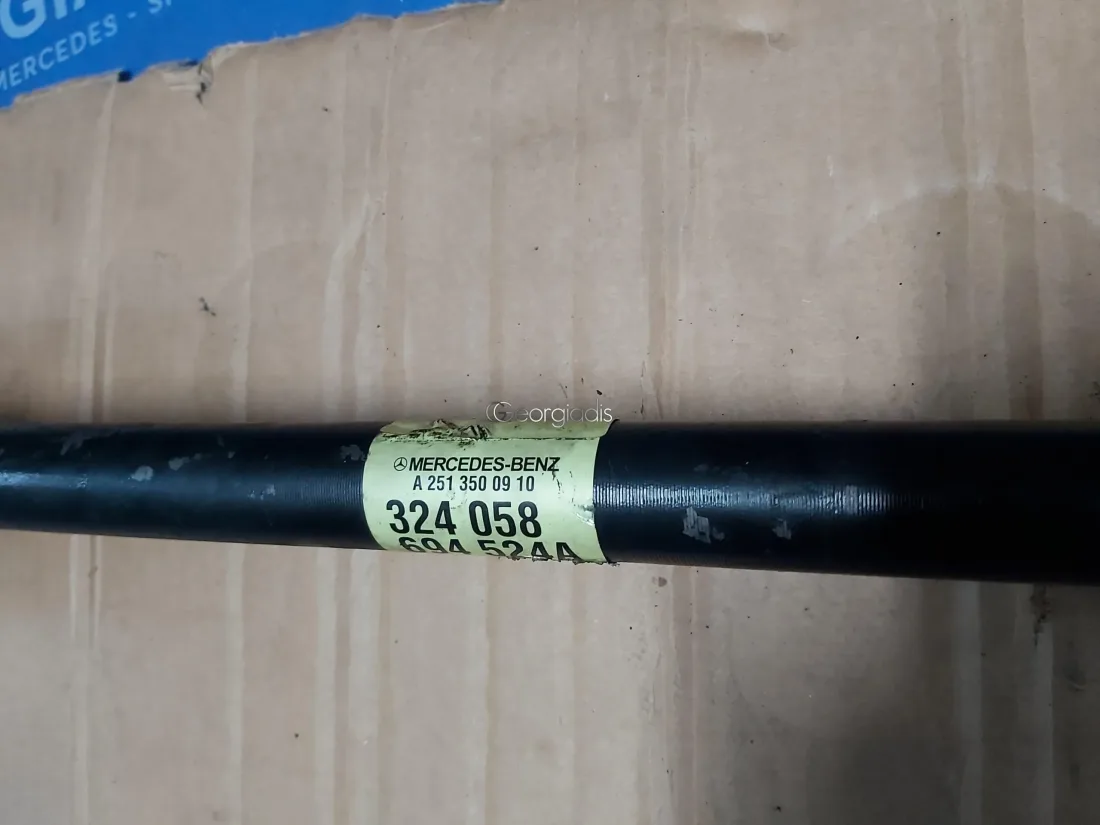 MERCEDES - S
Georgiadis
MERCEDES-BENZ
A 251 350 09 10
324 058
694 524A